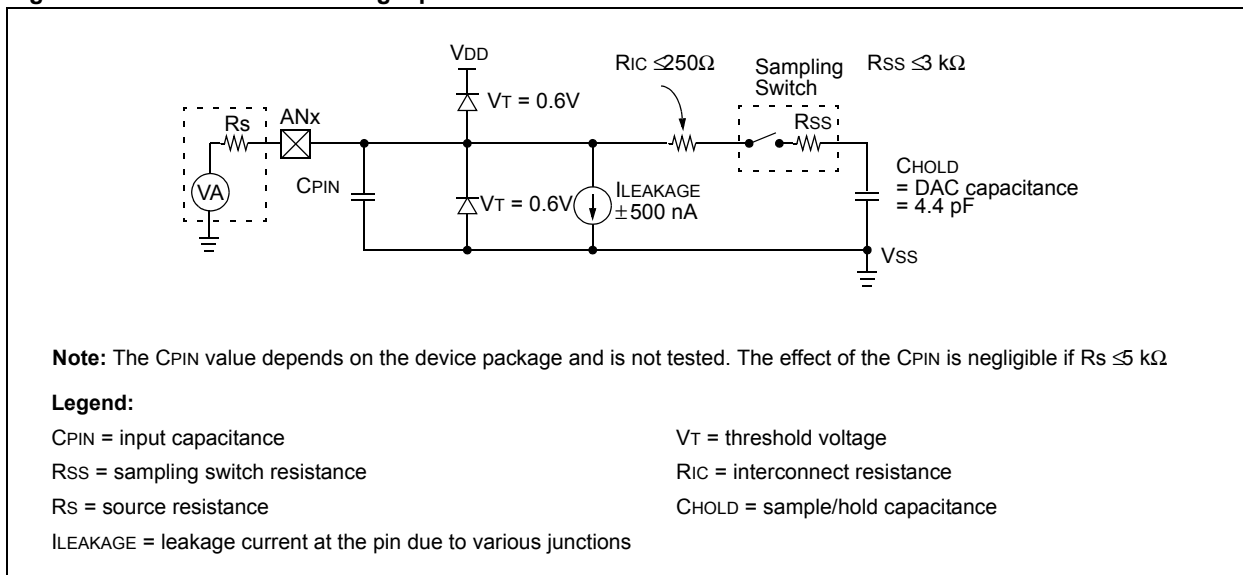 VDD
RIC ≤250Ω
Sampling
Switch
RSS ≤3 kΩ
VT = 0.6V
Rs
ANx
RSS
VA
CPIN
VT = 0.6V
ILEAKAGE
±500 nA
CHOLD
= DAC capacitance
= 4.4 pF
VSS
Note: The CPIN value depends on the device package and is not tested. The effect of the CPIN is negligible if Rs ≤5 kΩ
Legend:
CPIN = input capacitance
VT = threshold voltage
RSS = sampling switch resistance
RIC = interconnect resistance
RS = source resistance
CHOLD = sample/hold capacitance
ILEAKAGE = leakage current at the pin due to various junctions